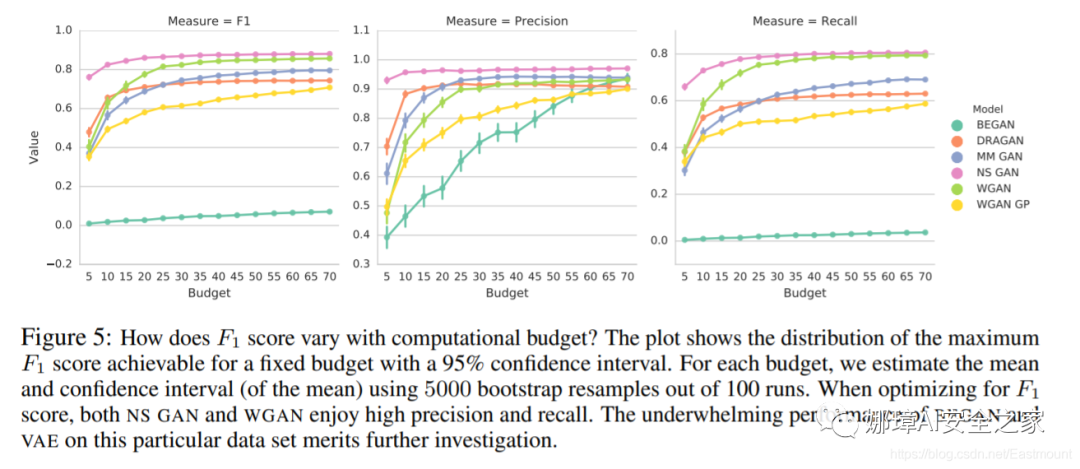 Measure = F1
Measure = Precision
Measure = Recall
Value
1.0
0.8
0.6
0.4
0.2
0.0
−0.2
5 10 15 20 25 30 35 40 45 50 55 60 65 70
Budget
1.1
1.0
0.9
0.8
0.7
0.6
0.5
0.4
0.3
5 10 15 20 25 30 35 40 45 50 55 60 65 70
Budget
0.8
0.6
0.4
0.2
0.0
5 10 15 20 25 30 35 40 45 50 55 60 65 70
Budget
Model
BEGAN
DRAGAN
MM GAN
NS GAN
WGAN
WGAN GP
Figure 5: How does F1 score vary with computational budget? The plot shows the distribution of the maximum
F1 score achievable for a fixed budget with a 95% confidence interval. For each budget, we estimate the mean
and confidence interval (of the mean) using 5000 bootstrap resamples out of 100 runs. When optimizing for F1
score, both NS GAN and WGAN enjoy high precision and recall. The underwhelming of
VAE on this particular data set merits further investigation.
娜璋AI安全之家
https://blog.csdn.net/Eastmount